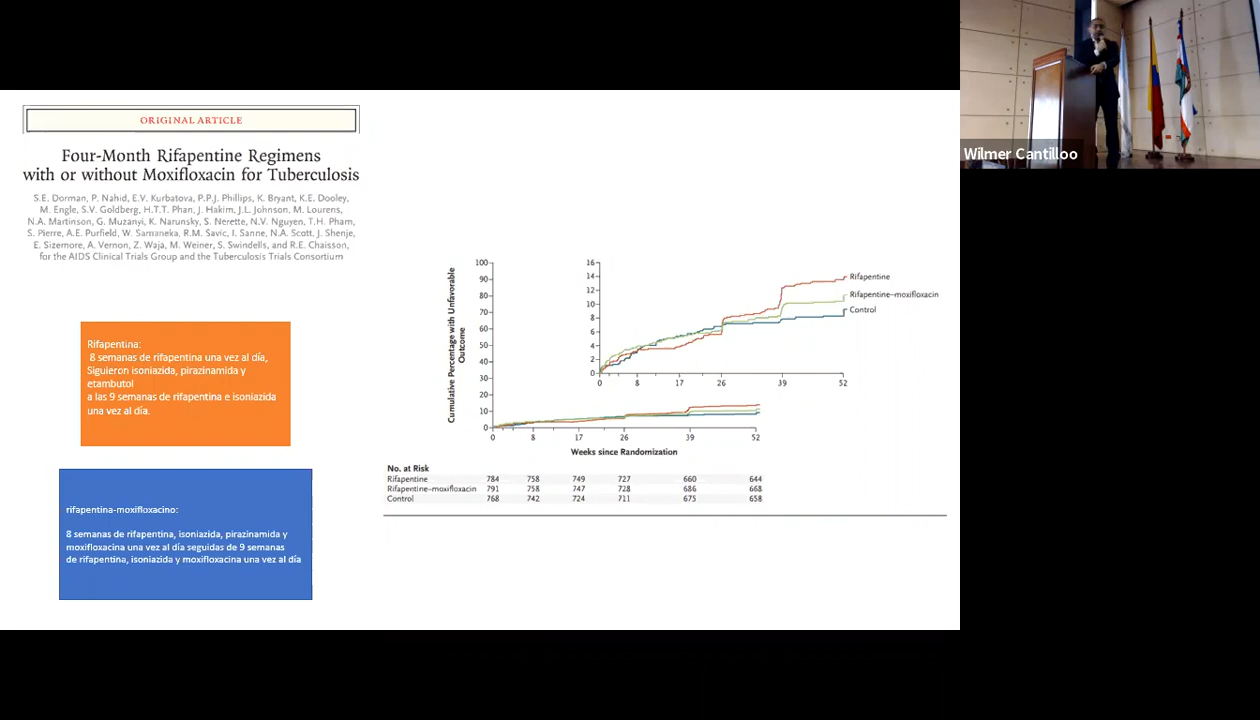 ORIGINAL ARTICLE
Four-Month Rifapentine Regimens
with or without Moxifloxacin for Tuberculosis
S.E. Dorman, P. Nahid, E.V. Kurbatova, P.P.J. Phillips, K. Bryant, K.E. Dooley,
M. Engle, S.V. Goldberg, H.T.T. Phan, J. Hakim, J.L. Johnson, M. Lourens,
N.A. Martinson, G. Muzanyi, K. Narunsky, S. Nerette, N.V. Nguyen, T.H. Pham,
S. Pierre, A.E. Purfield, W. Samaneka, R.M. Savic, I. Sanne, N.A. Scott, J. Shenje,
E. Sizemore, A. Vernon, Z. Waja, M. Weiner, S. Swindells, and R.E. Chaisson,
for the AIDS Clinical Trials Group and the Tuberculosis Trials Consortium
Rifapentina:
8 semanas de rifapentina una vez al día,
Siguieron isoniazida, pirazinamida y
etambutol
a las 9 semanas de rifapentina e isoniazida
una vez al día.
rifapentina-moxifloxacino:
8 semanas de rifapentina, isoniazida, pirazinamida y
moxifloxacina una vez al día seguidas de 9 semanas
de rifapentina, isoniazida y moxifloxacina una vez al día
Cumulative Percentage with Unfavorable
Outcome
100
90
80
70
60
50
40
30
20
10
0
0 8 17 26 39 52
16
14
12
10
8
6
4
2
0
0 8 17 26 39 52
Rifapentine
Rifapentine–moxifloxacin
Control
Weeks since Randomization
No. at Risk
Rifapentine 784 758 749 727 660 644
Rifapentine–moxifloxacin 791 758 747 728 686 668
Control 768 742 724 711 675 658
Wilmer Cantilloo